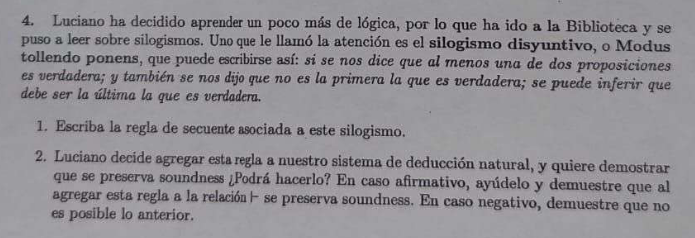 4. Luciano ha decidido aprender un poco más de lógica, por lo que ha ido a la Biblioteca y se
puso a leer sobre silogismos. Uno que le llamó la atención es el silogismo disyuntivo, o Modus
tollendo ponens, que puede escribirse así: si se nos dice que al menos una de dos proposiciones
es verdadera; y también se nos dijo que no es la primera la que es verdadera; se puede inferir que
debe ser la última la que es verdadera.
1. Escriba la regla de secuente asociada a este silogismo.
2. Luciano decide agregar esta regla a nuestro sistema de deducción natural, y quiere demostrar
que se preserva soundness ¿Podrá hacerlo? En caso afirmativo, ayúdelo y demuestre que al
agregar esta regla a la relación ⊢ se preserva soundness. En caso negativo, demuestre que no
es posible lo anterior.